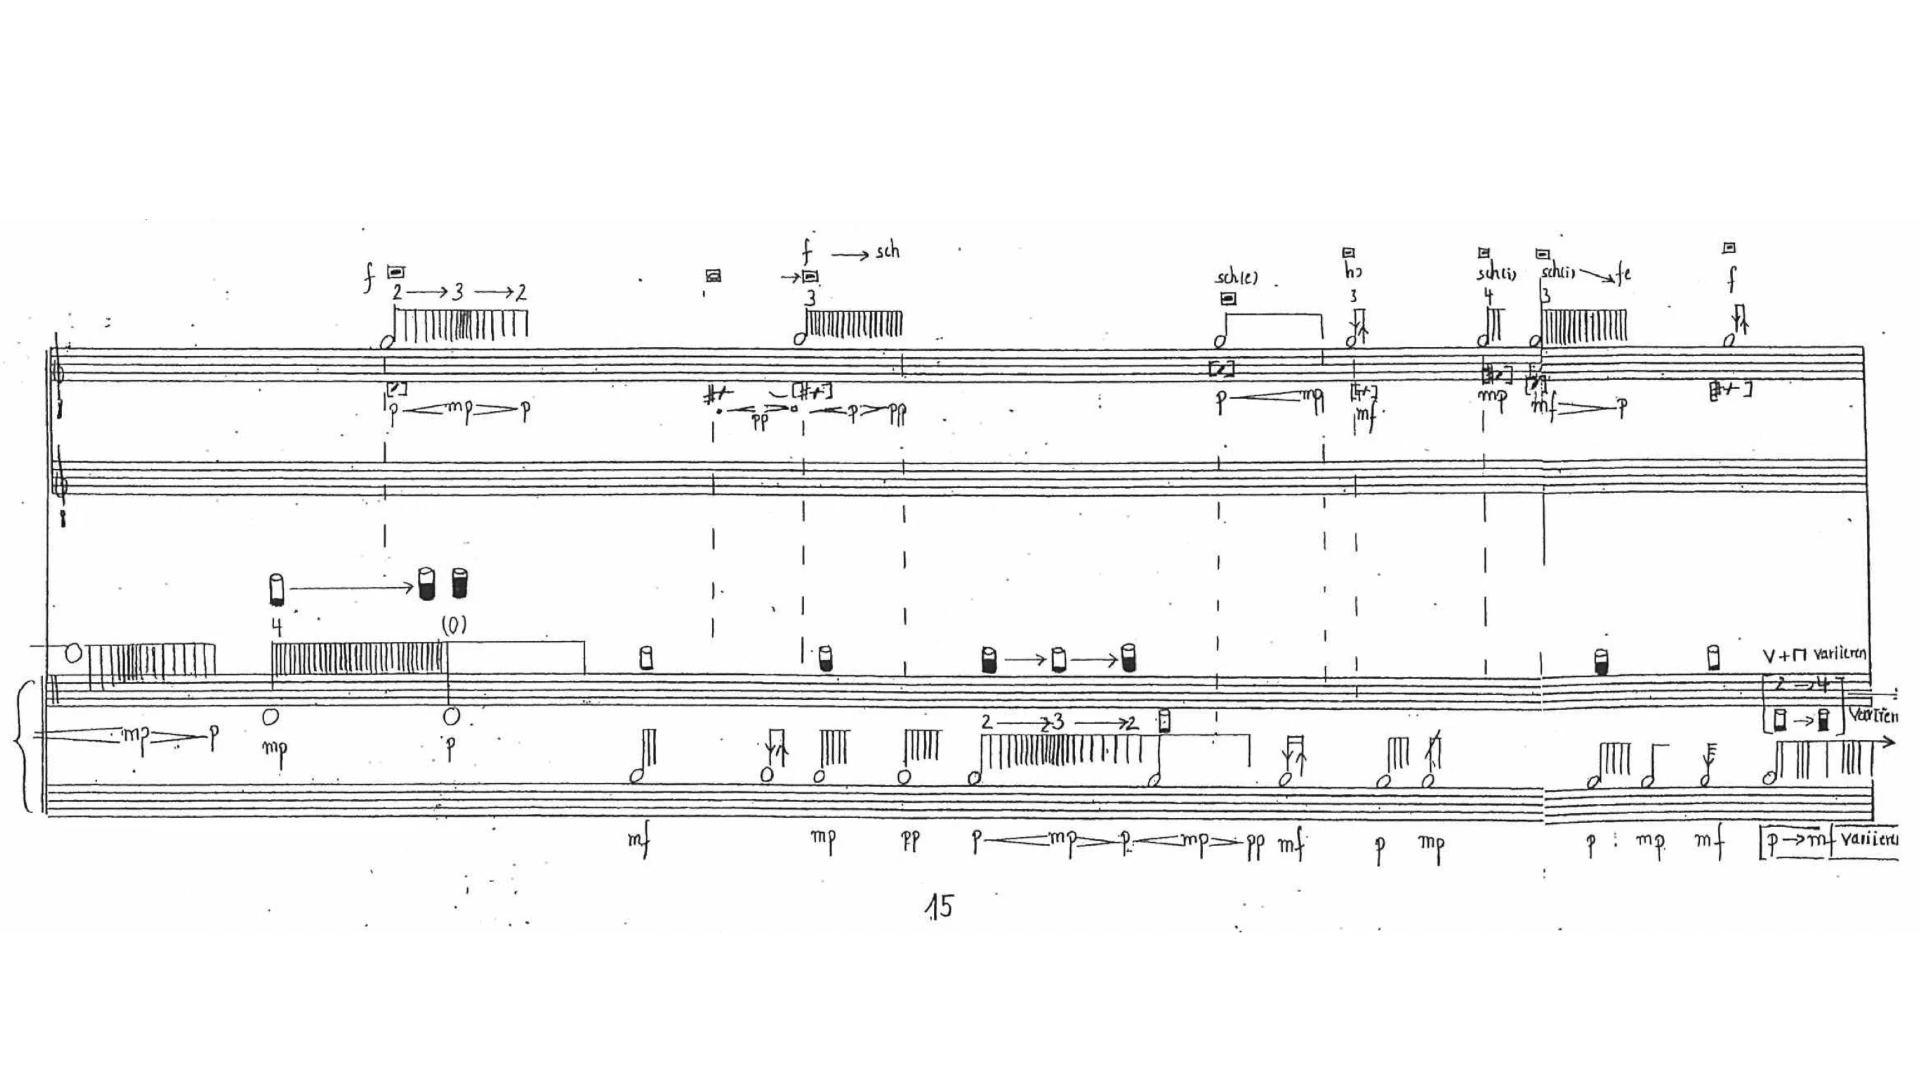 f → sch
h)
f
2 → 3 → 2
3
sch(e)
3
sch(i)
4
sch(i) → fe
3
f
p < mp > p
< pp > < p > pp
p < mp
mf
mp
mf > p
4
(0)
V+Π variieren
[2 → 4]
variieren
< mp > p
mp
p
2 → 3 → 2
mf
mp
pp
p < mp > p < mp > pp
mf
p
mp
p
mp
mf
[p → mf variieren
15